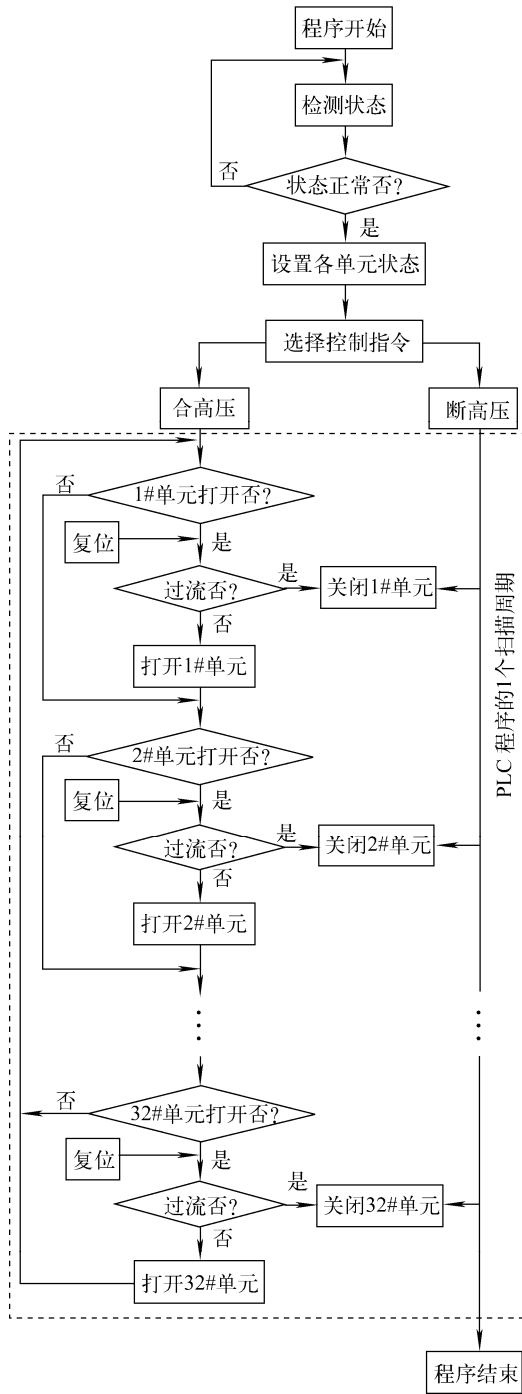 程序开始
检测状态
否
状态正常否?
是
设置各单元状态
选择控制指令
合高压
断高压
否
1#单元打开否?
复位
是
过流否?
是
关闭1#单元
否
打开1#单元
否
2#单元打开否?
复位
是
过流否?
是
关闭2#单元
否
打开2#单元
PLC 程序的1个扫描周期
否
32#单元打开否?
复位
是
过流否?
是
关闭32#单元
否
打开32#单元
程序结束